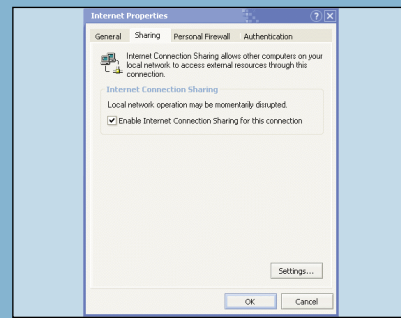 Internet Properties
General Sharing Personal Firewall Authentication
Internet Connection Sharing allows other computers on your
local network to access external resources through this
connection.
Internet Connection Sharing
Local network operation may be momentarily disrupted.
Enable Internet Connection Sharing for this connection
Settings...
OK Cancel